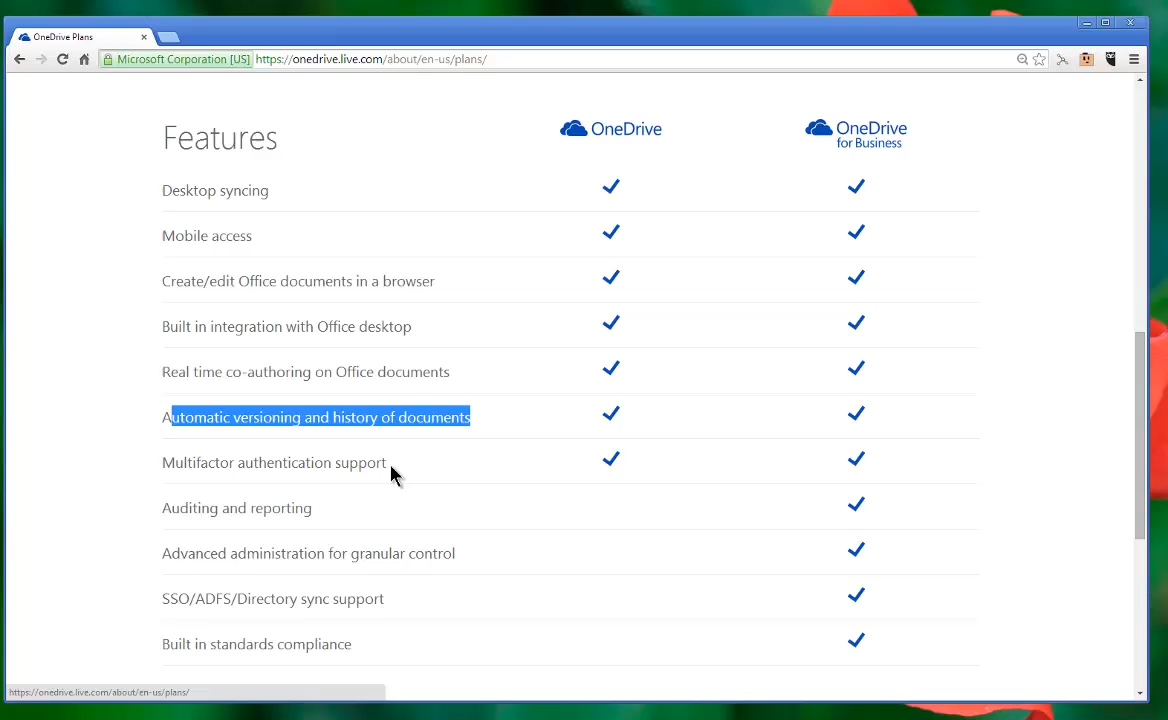 OneDrive Plans
Microsoft Corporation [US] https://onedrive.live.com/about/en-us/plans/
Features OneDrive OneDrive
for Business
Desktop syncing
Mobile access
Create/edit Office documents in a browser
Built in integration with Office desktop
Real time co-authoring on Office documents
Automatic versioning and history of documents
Multifactor authentication support
Auditing and reporting
Advanced administration for granular control
SSO/ADFS/Directory sync support
Built in standards compliance
https://onedrive.live.com/about/en-us/plans/